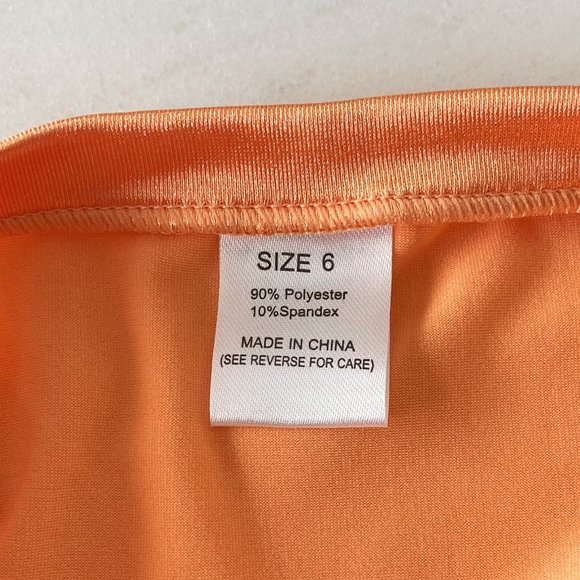 SIZE 6
90% Polyester
10%Spandex
MADE IN CHINA
(SEE REVERSE FOR CARE)